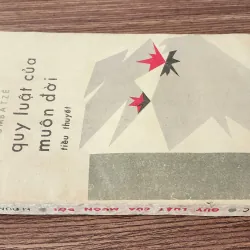 quy luật của
muôn đời
tiểu thuyết
QUY LUẬT CỦA MUÔN ĐỜI